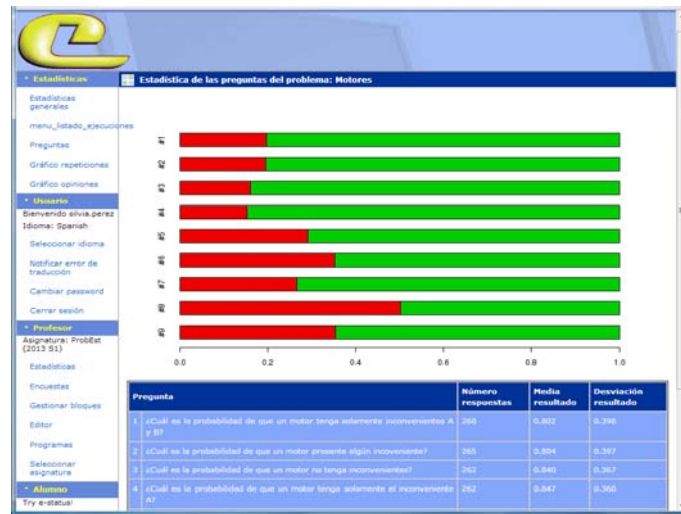 Estadísticas
Estadísticas
generales
menu_listado_ejecuciones
Preguntas
Gráfico repeticiones
Gráfico opiniones
Usuario
Bienvenido silvia.perez
Idioma: Spanish
Seleccionar idioma
Notificar error de
traducción
Cambiar password
Cerrar sesión
Profesor
Asignatura: ProbEst
(2013 S1)
Estadísticas
Encuestas
Gestionar bloques
Editor
Programas
Seleccionar
asignatura
Alumno
Try e-status!
Estadística de las preguntas del problema: Motores
#1
#2
#3
#4
#5
#6
#7
#8
#9
0.0 0.2 0.4 0.6 0.8 1.0
Pregunta Número respuestas Media resultado Desviación resultado
1 ¿Cuál es la probabilidad de que un motor tenga solamente inconvenientes A 268 0.802 0.398
y B?
2 ¿Cuál es la probabilidad de que un motor presente algún incoveniente? 265 0.804 0.397
3 ¿Cuál es la probabilidad de que un motor no tenga inconvenientes? 262 0.840 0.367
4 ¿Cuál es la probabilidad de que un motor tenga solamente el inconveniente 262 0.847 0.360
A?